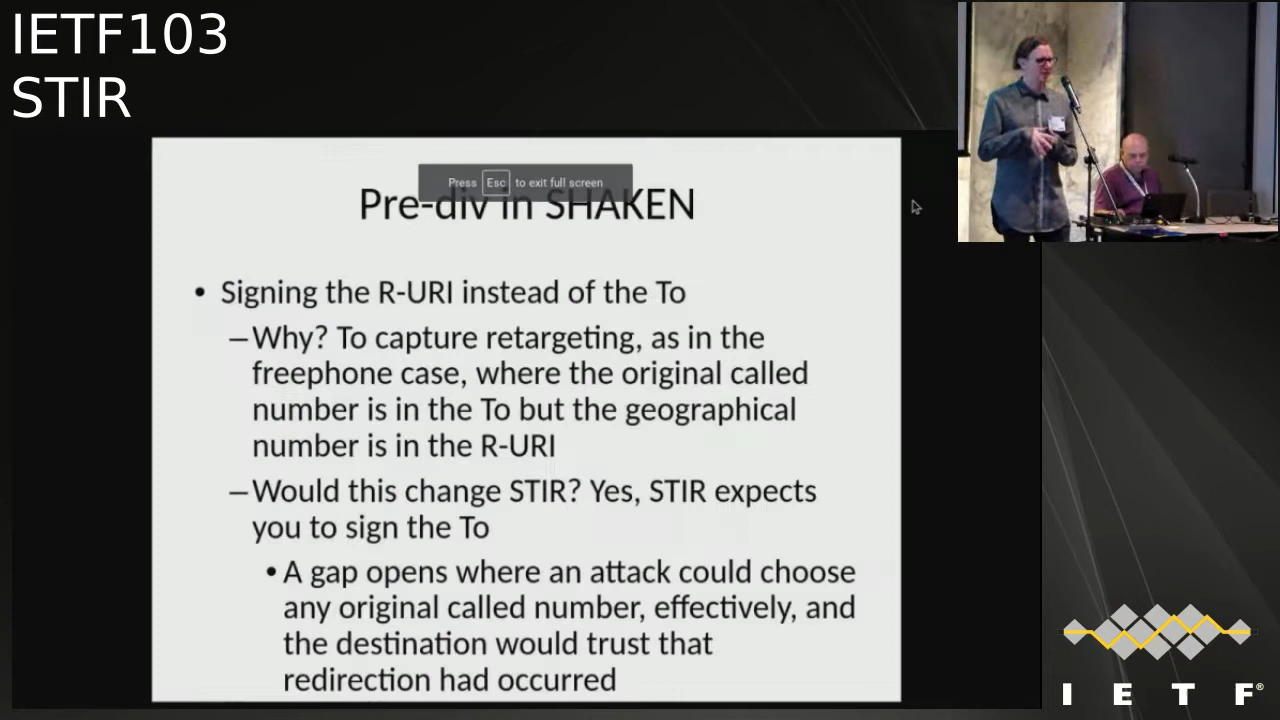 IETF103
STIR
Press Esc to exit full screen
Pre-div in SHAKEN
• Signing the R-URI instead of the To
– Why? To capture retargeting, as in the
freephone case, where the original called
number is in the To but the geographical
number is in the R-URI
– Would this change STIR? Yes, STIR expects
you to sign the To
• A gap opens where an attack could choose
any original called number, effectively, and
the destination would trust that
redirection had occurred
I E T F®